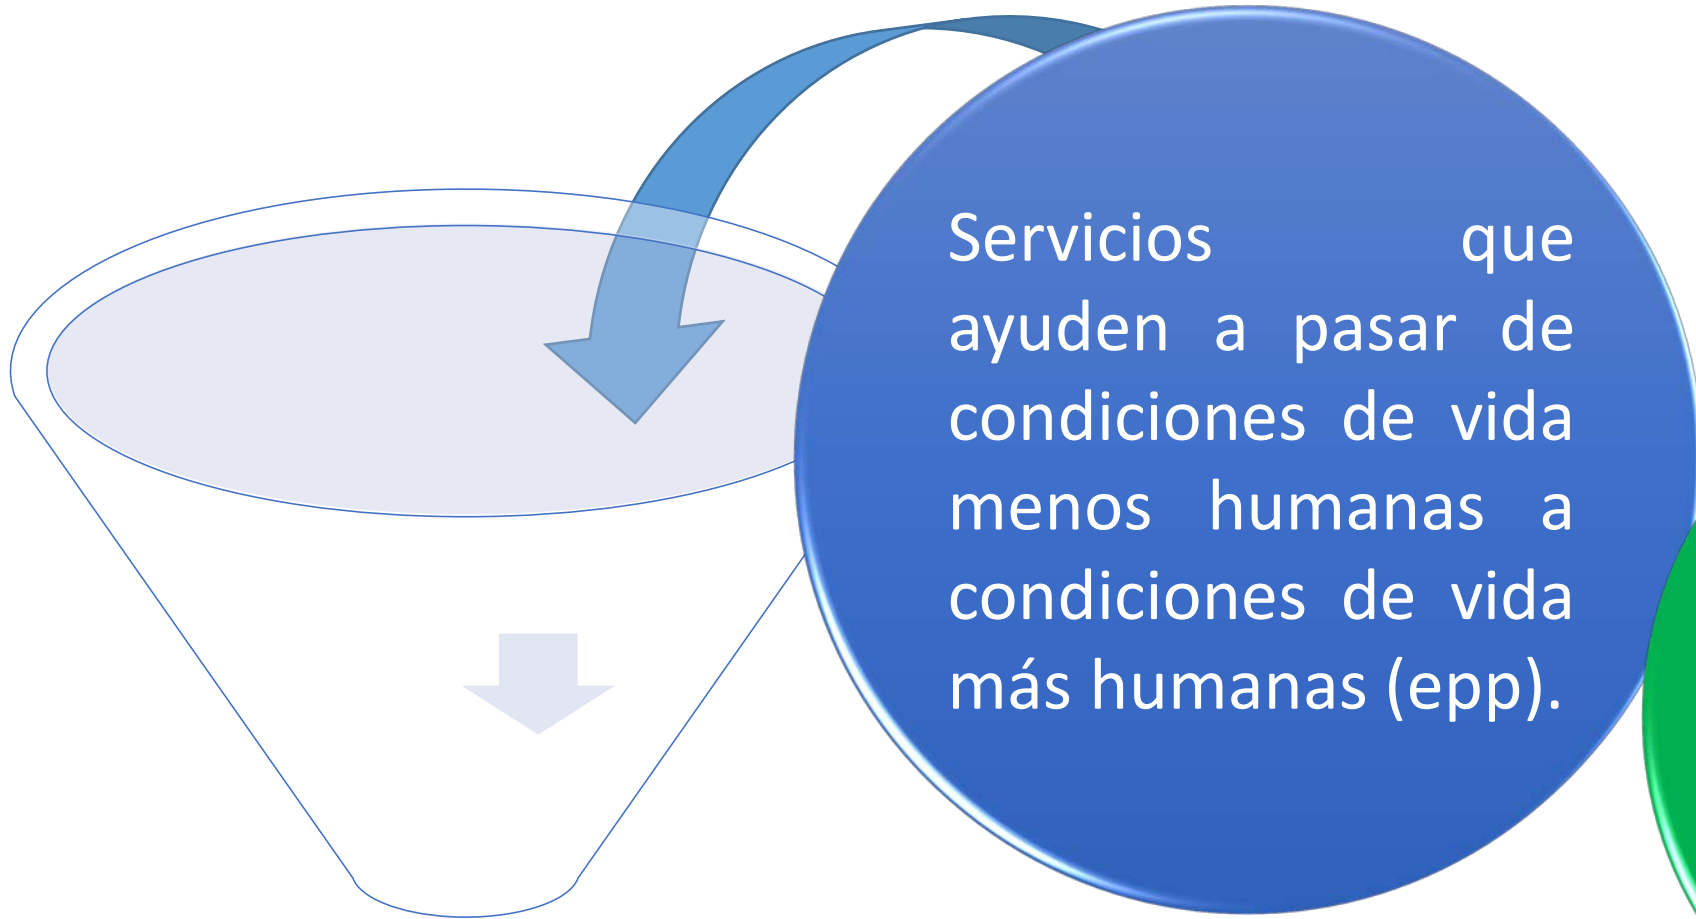 Servicios que
ayuden a pasar de
condiciones de vida
menos humanas a
condiciones de vida
más humanas (epp).